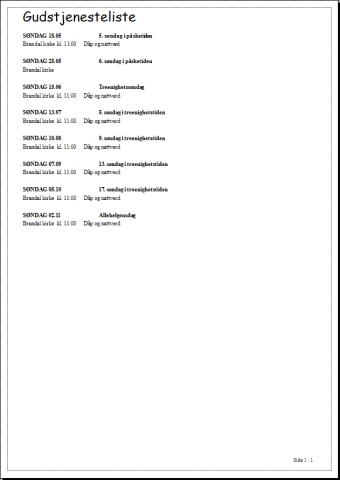 Gudstjenesteliste
SØNDAG 18.05 5. søndag i påsketiden
Brandal kirke kl. 11:00 Dåp og nattverd
SØNDAG 25.05 6. søndag i påsketiden
Brandal kirke
SØNDAG 15.06 Treenighetssøndag
Brandal kirke kl. 11:00 Dåp og nattverd
SØNDAG 13.07 5. søndag i treenighetstiden
Brandal kirke kl. 11:00 Dåp og nattverd
SØNDAG 10.08 9. søndag i treenighetstiden
Brandal kirke kl. 11:00 Dåp og nattverd
SØNDAG 07.09 13. søndag i treenighetstiden
Brandal kirke kl. 11:00 Dåp og nattverd
SØNDAG 05.10 17. søndag i treenighetstiden
Brandal kirke kl. 11:00 Dåp og nattverd
SØNDAG 02.11 Allehelgensdag
Brandal kirke kl. 11:00 Dåp og nattverd
Side 1 / 1